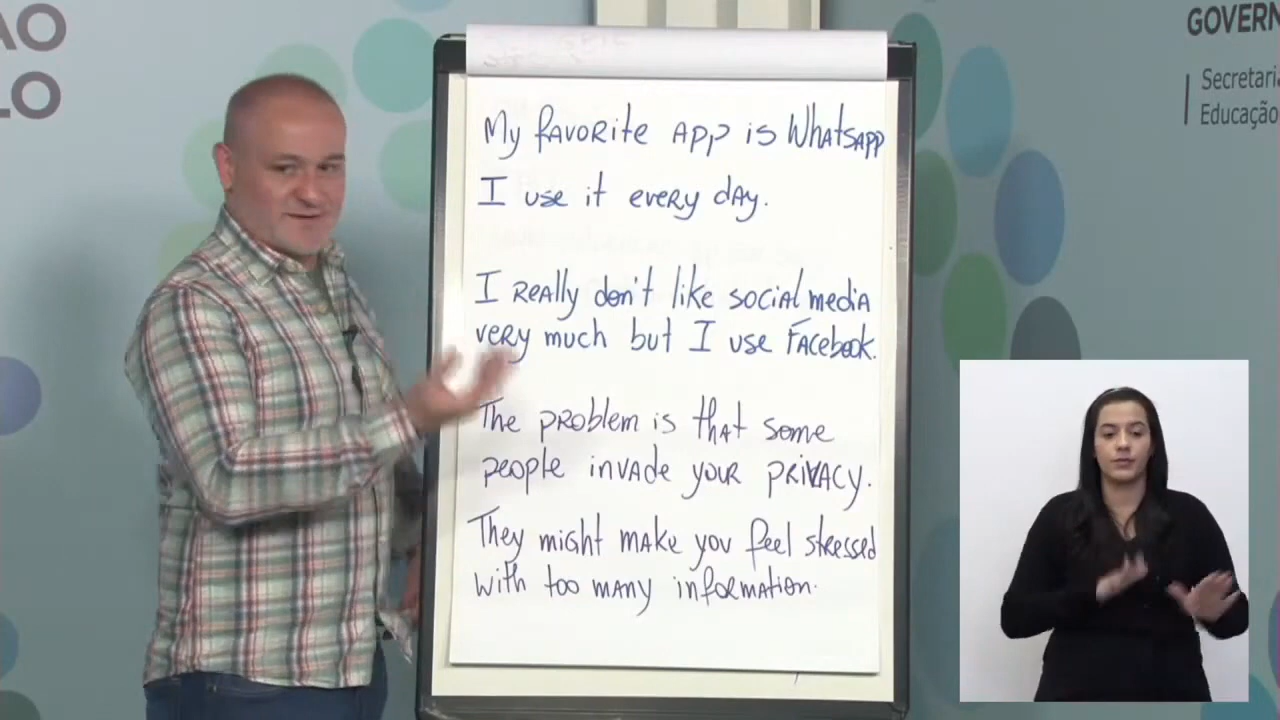 ÃO
LO
GOVERN
Secretaria
Educação
My favorite app is Whatsapp
I use it every day.
I really don't like social media
very much but I use Facebook.
The problem is that some
people invade your privacy.
They might make you feel stressed
with too many information.